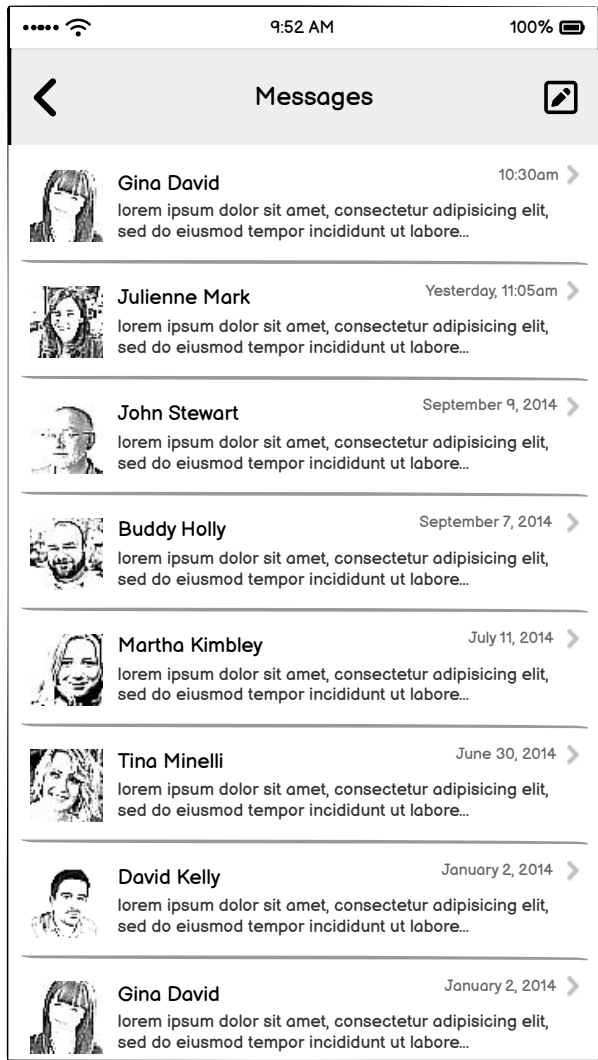 9:52 AM 100%
Messages
Gina David 10:30am
lorem ipsum dolor sit amet, consectetur adipisicing elit,
sed do eiusmod tempor incididunt ut labore...
Julienne Mark Yesterday, 11:05am
lorem ipsum dolor sit amet, consectetur adipisicing elit,
sed do eiusmod tempor incididunt ut labore...
John Stewart September 9, 2014
lorem ipsum dolor sit amet, consectetur adipisicing elit,
sed do eiusmod tempor incididunt ut labore...
Buddy Holly September 7, 2014
lorem ipsum dolor sit amet, consectetur adipisicing elit,
sed do eiusmod tempor incididunt ut labore...
Martha Kimbley July 11, 2014
lorem ipsum dolor sit amet, consectetur adipisicing elit,
sed do eiusmod tempor incididunt ut labore...
Tina Minelli June 30, 2014
lorem ipsum dolor sit amet, consectetur adipisicing elit,
sed do eiusmod tempor incididunt ut labore...
David Kelly January 2, 2014
lorem ipsum dolor sit amet, consectetur adipisicing elit,
sed do eiusmod tempor incididunt ut labore...
Gina David January 2, 2014
lorem ipsum dolor sit amet, consectetur adipisicing elit,
sed do eiusmod tempor incididunt ut labore...